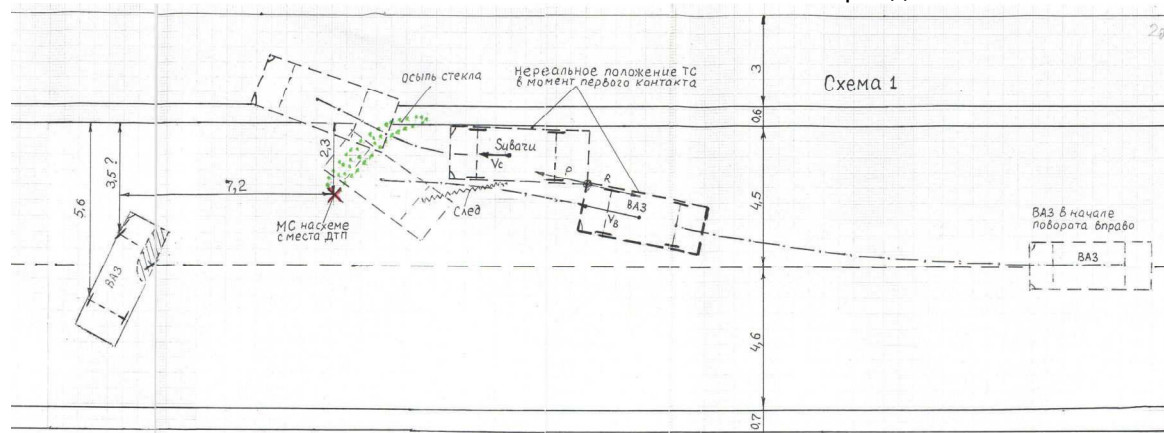 Схема 1
3
0,6
Осыпь стекла
Нереальное положение ТС
в момент первого контакта
2,3
3,5 ?
5,6
7,2
МС на схеме
с места ДТП
След
Vс
P
R
ВАЗ
Vв
4,5
ВАЗ в начале
поворота вправо
ВАЗ
ВАЗ
4,6
0,7